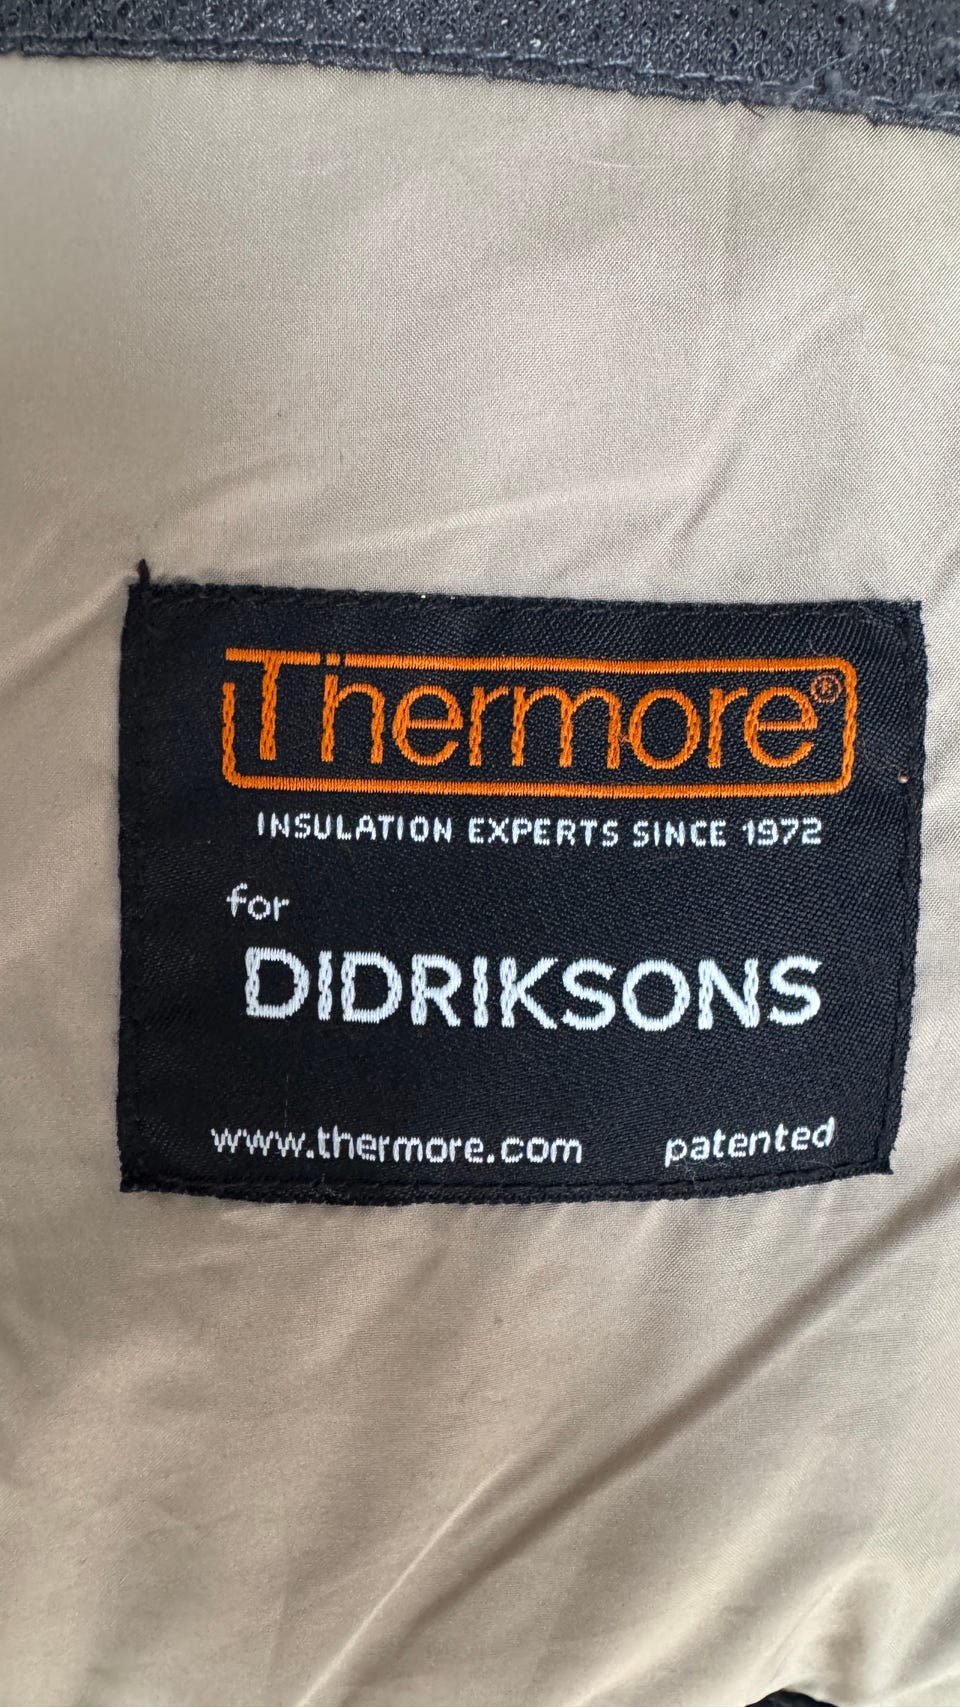 Thermore®
INSULATION EXPERTS SINCE 1972
for
DIDRIKSONS
www.thermore.com patented